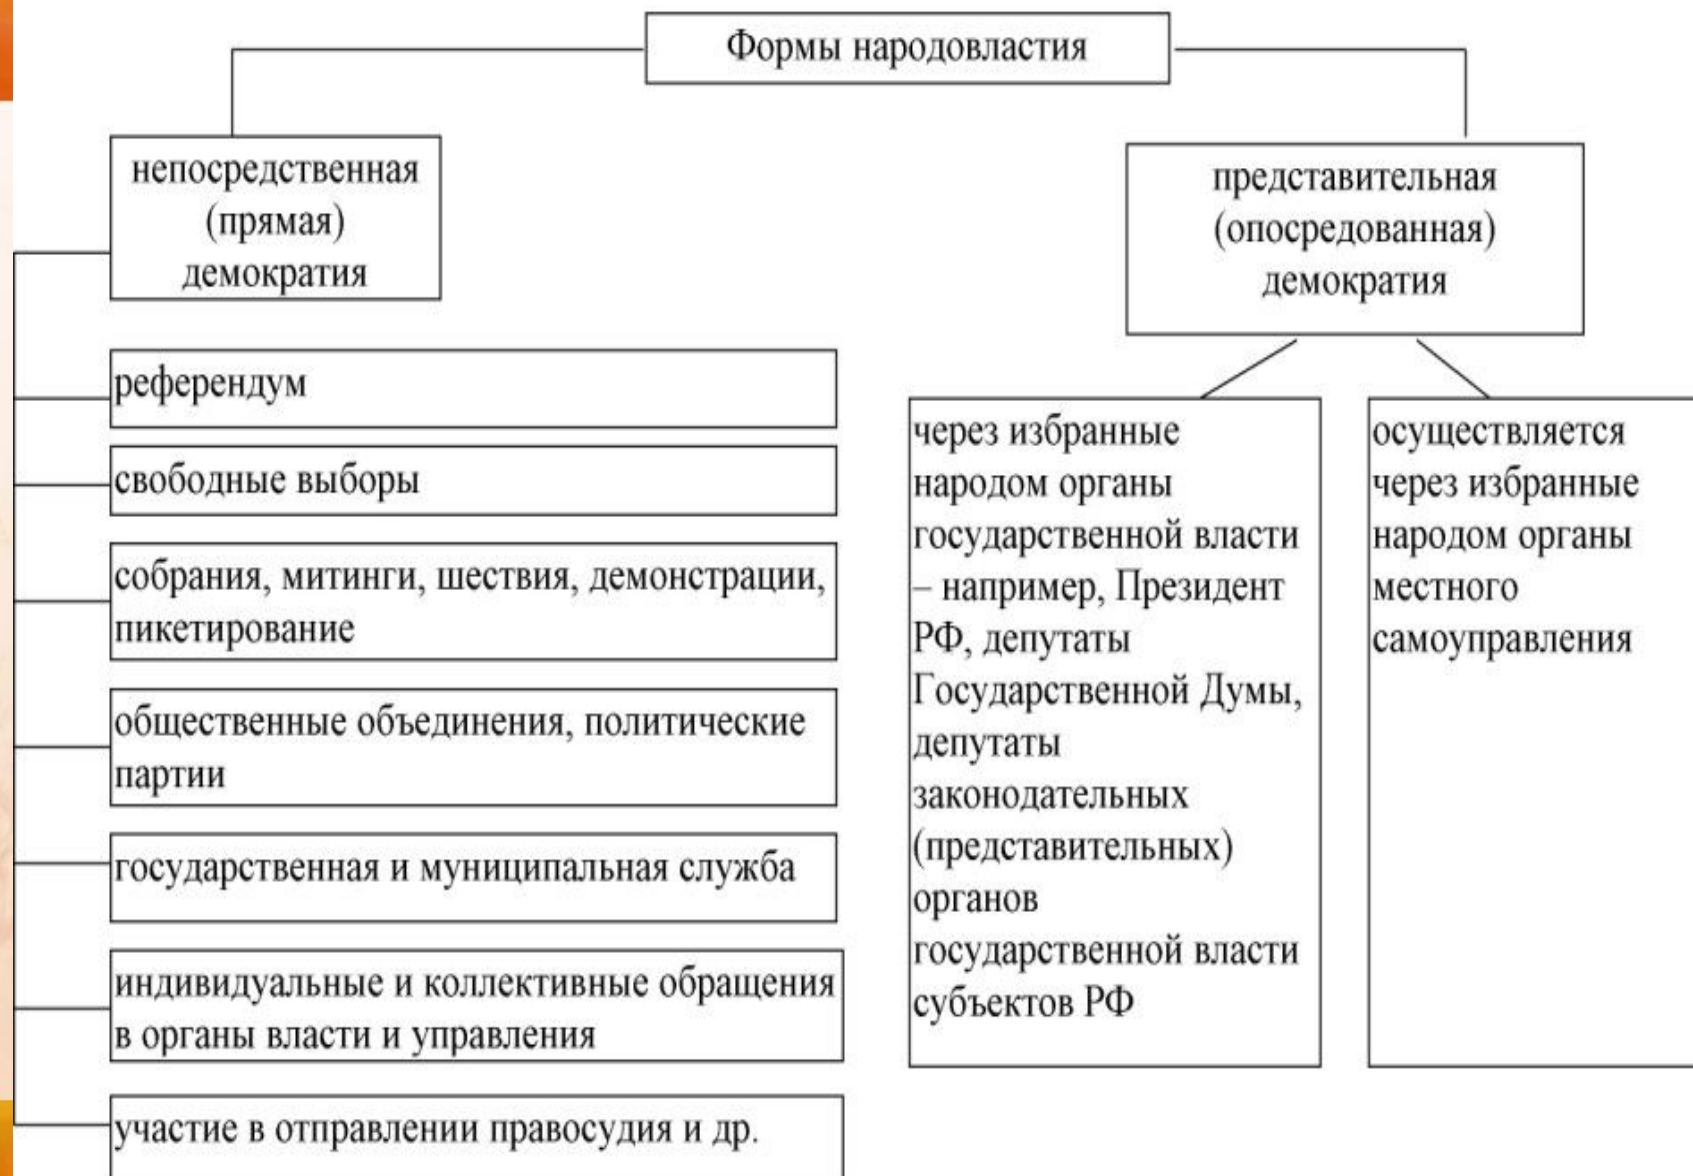 Формы народовластия
непосредственная
(прямая)
демократия
референдум
свободные выборы
собрания, митинги, шествия, демонстрации,
пикетирование
общественные объединения, политические
партии
государственная и муниципальная служба
индивидуальные и коллективные обращения
в органы власти и управления
участие в отправлении правосудия и др.
представительная
(опосредованная)
демократия
через избранные
народом органы
государственной власти
– например, Президент
РФ, депутаты
Государственной Думы,
депутаты
законодательных
(представительных)
органов
государственной власти
субъектов РФ
осуществляется
через избранные
народом органы
местного
самоуправления